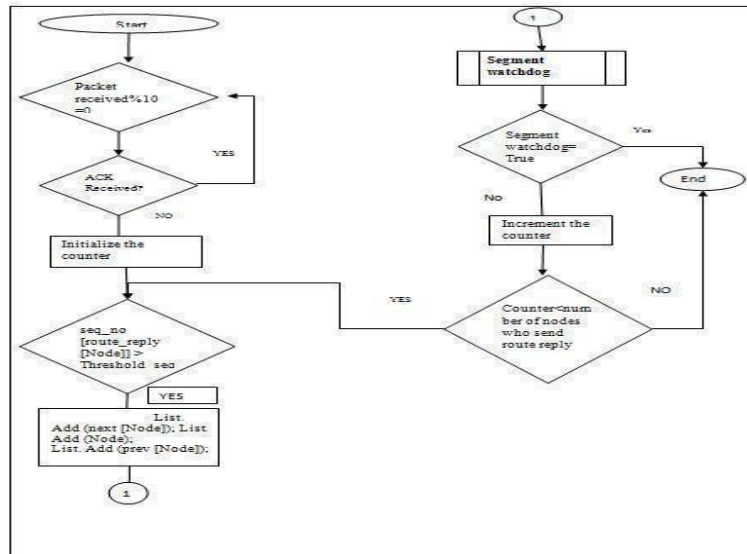 Start
Packet
received%10
=0
YES
ACK
Received?
NO
Initialize the
counter
seq_no
[route_reply
[Node]] >
Threshold_seq
YES
List.
Add (next [Node]); List.
Add (Node);
List. Add (prev [Node]);
1
1
Segment
watchdog
Segment
watchdog=
True
Yes
End
No
Increment the
counter
Counter<num
ber of nodes
who send
route reply
YES
NO